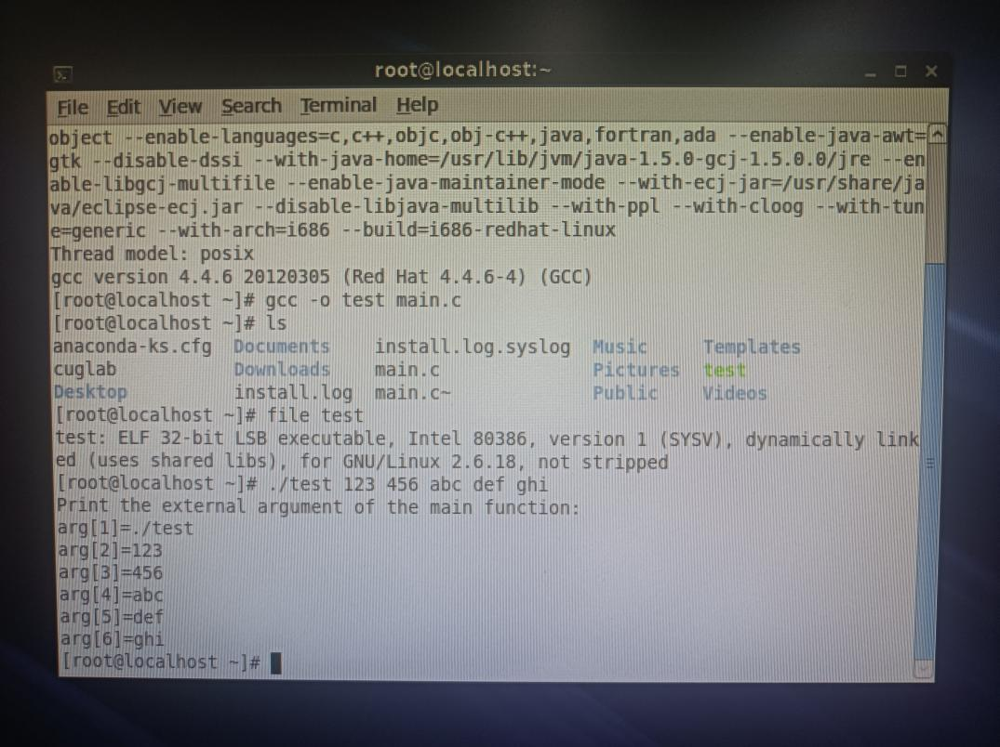 root@localhost:~
File Edit View Search Terminal Help
object --enable-languages=c,c++,objc,obj-c++,java,fortran,ada --enable-java-awt=
gtk --disable-dssi --with-java-home=/usr/lib/jvm/java-1.5.0-gcj-1.5.0.0/jre --en
able-libgcj-multifile --enable-java-maintainer-mode --with-ecj-jar=/usr/share/ja
va/eclipse-ecj.jar --disable-libjava-multilib --with-ppl --with-cloog --with-tun
e=generic --with-arch=i686 --build=i686-redhat-linux
Thread model: posix
gcc version 4.4.6 20120305 (Red Hat 4.4.6-4) (GCC)
[root@localhost ~]# gcc -o test main.c
[root@localhost ~]# ls
anaconda-ks.cfg Documents install.log.syslog Music Templates
cuglab Downloads main.c Pictures test
Desktop install.log main.c~ Public Videos
[root@localhost ~]# file test
test: ELF 32-bit LSB executable, Intel 80386, version 1 (SYSV), dynamically link
ed (uses shared libs), for GNU/Linux 2.6.18, not stripped
[root@localhost ~]# ./test 123 456 abc def ghi
Print the external argument of the main function:
arg[1]=./test
arg[2]=123
arg[3]=456
arg[4]=abc
arg[5]=def
arg[6]=ghi
[root@localhost ~]#